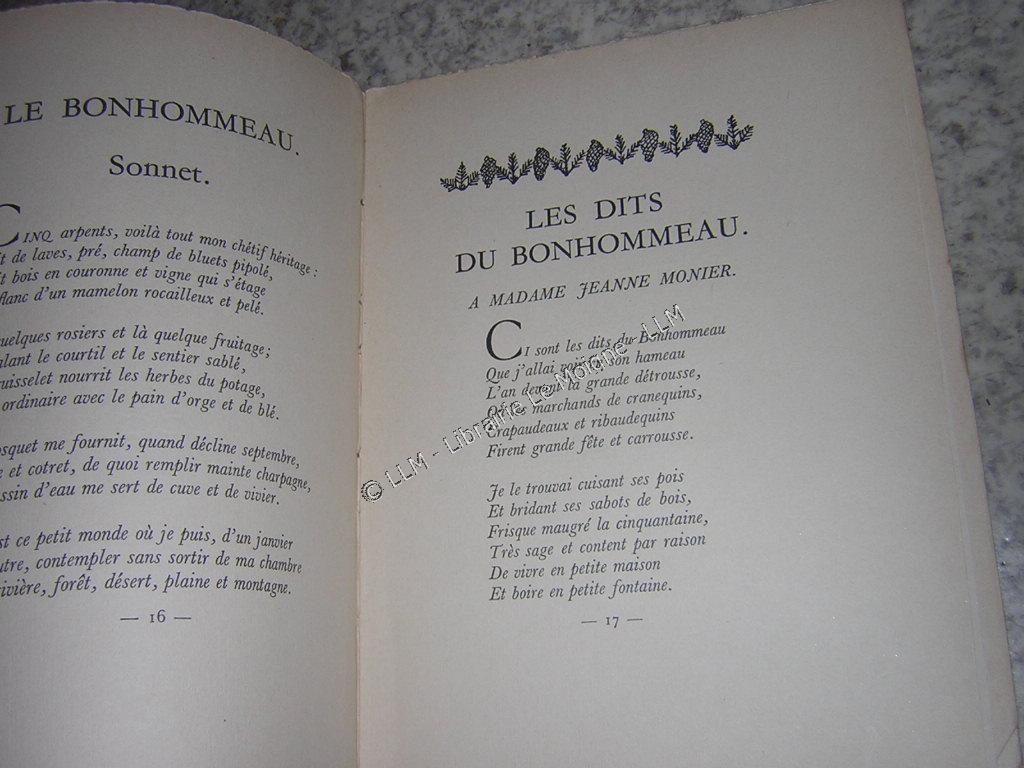 LE BONHOMMEAU.
Sonnet.
CINQ arpents, voilà tout mon chétif héritage :
de laves, pré, champ de bluets pipolé,
bois en couronne et vigne qui s'étage
flanc d'un mamelon rocailleux et pelé.
quelques rosiers et là quelque fruitage;
le courtil et le sentier sablé,
nourrit les herbes du potage,
ordinaire avec le pain d'orge et de blé.
me fournit, quand décline septembre,
et cotret, de quoi remplir mainte charpagne,
d'eau me sert de cuve et de vivier.
ce petit monde où je puis, d'un janvier
contempler sans sortir de ma chambre
forêt, désert, plaine et montagne.
— 16 —
LES DITS
DU BONHOMMEAU.
A MADAME JEANNE MONIER.
CI sont les dits du Bonhommeau
Que j'allai son hameau
L'an devant la grande détrousse,
Où les marchands de cranequins,
Crapaudeaux et ribaudequins
Firent grande fête et carrousse.
Je le trouvai cuisant ses pois
Et bridant ses sabots de bois,
Frisque maugré la cinquantaine,
Très sage et content par raison
De vivre en petite maison
Et boire en petite fontaine.
— 17 —
© LLM - Librairie Le Moigne - LLM